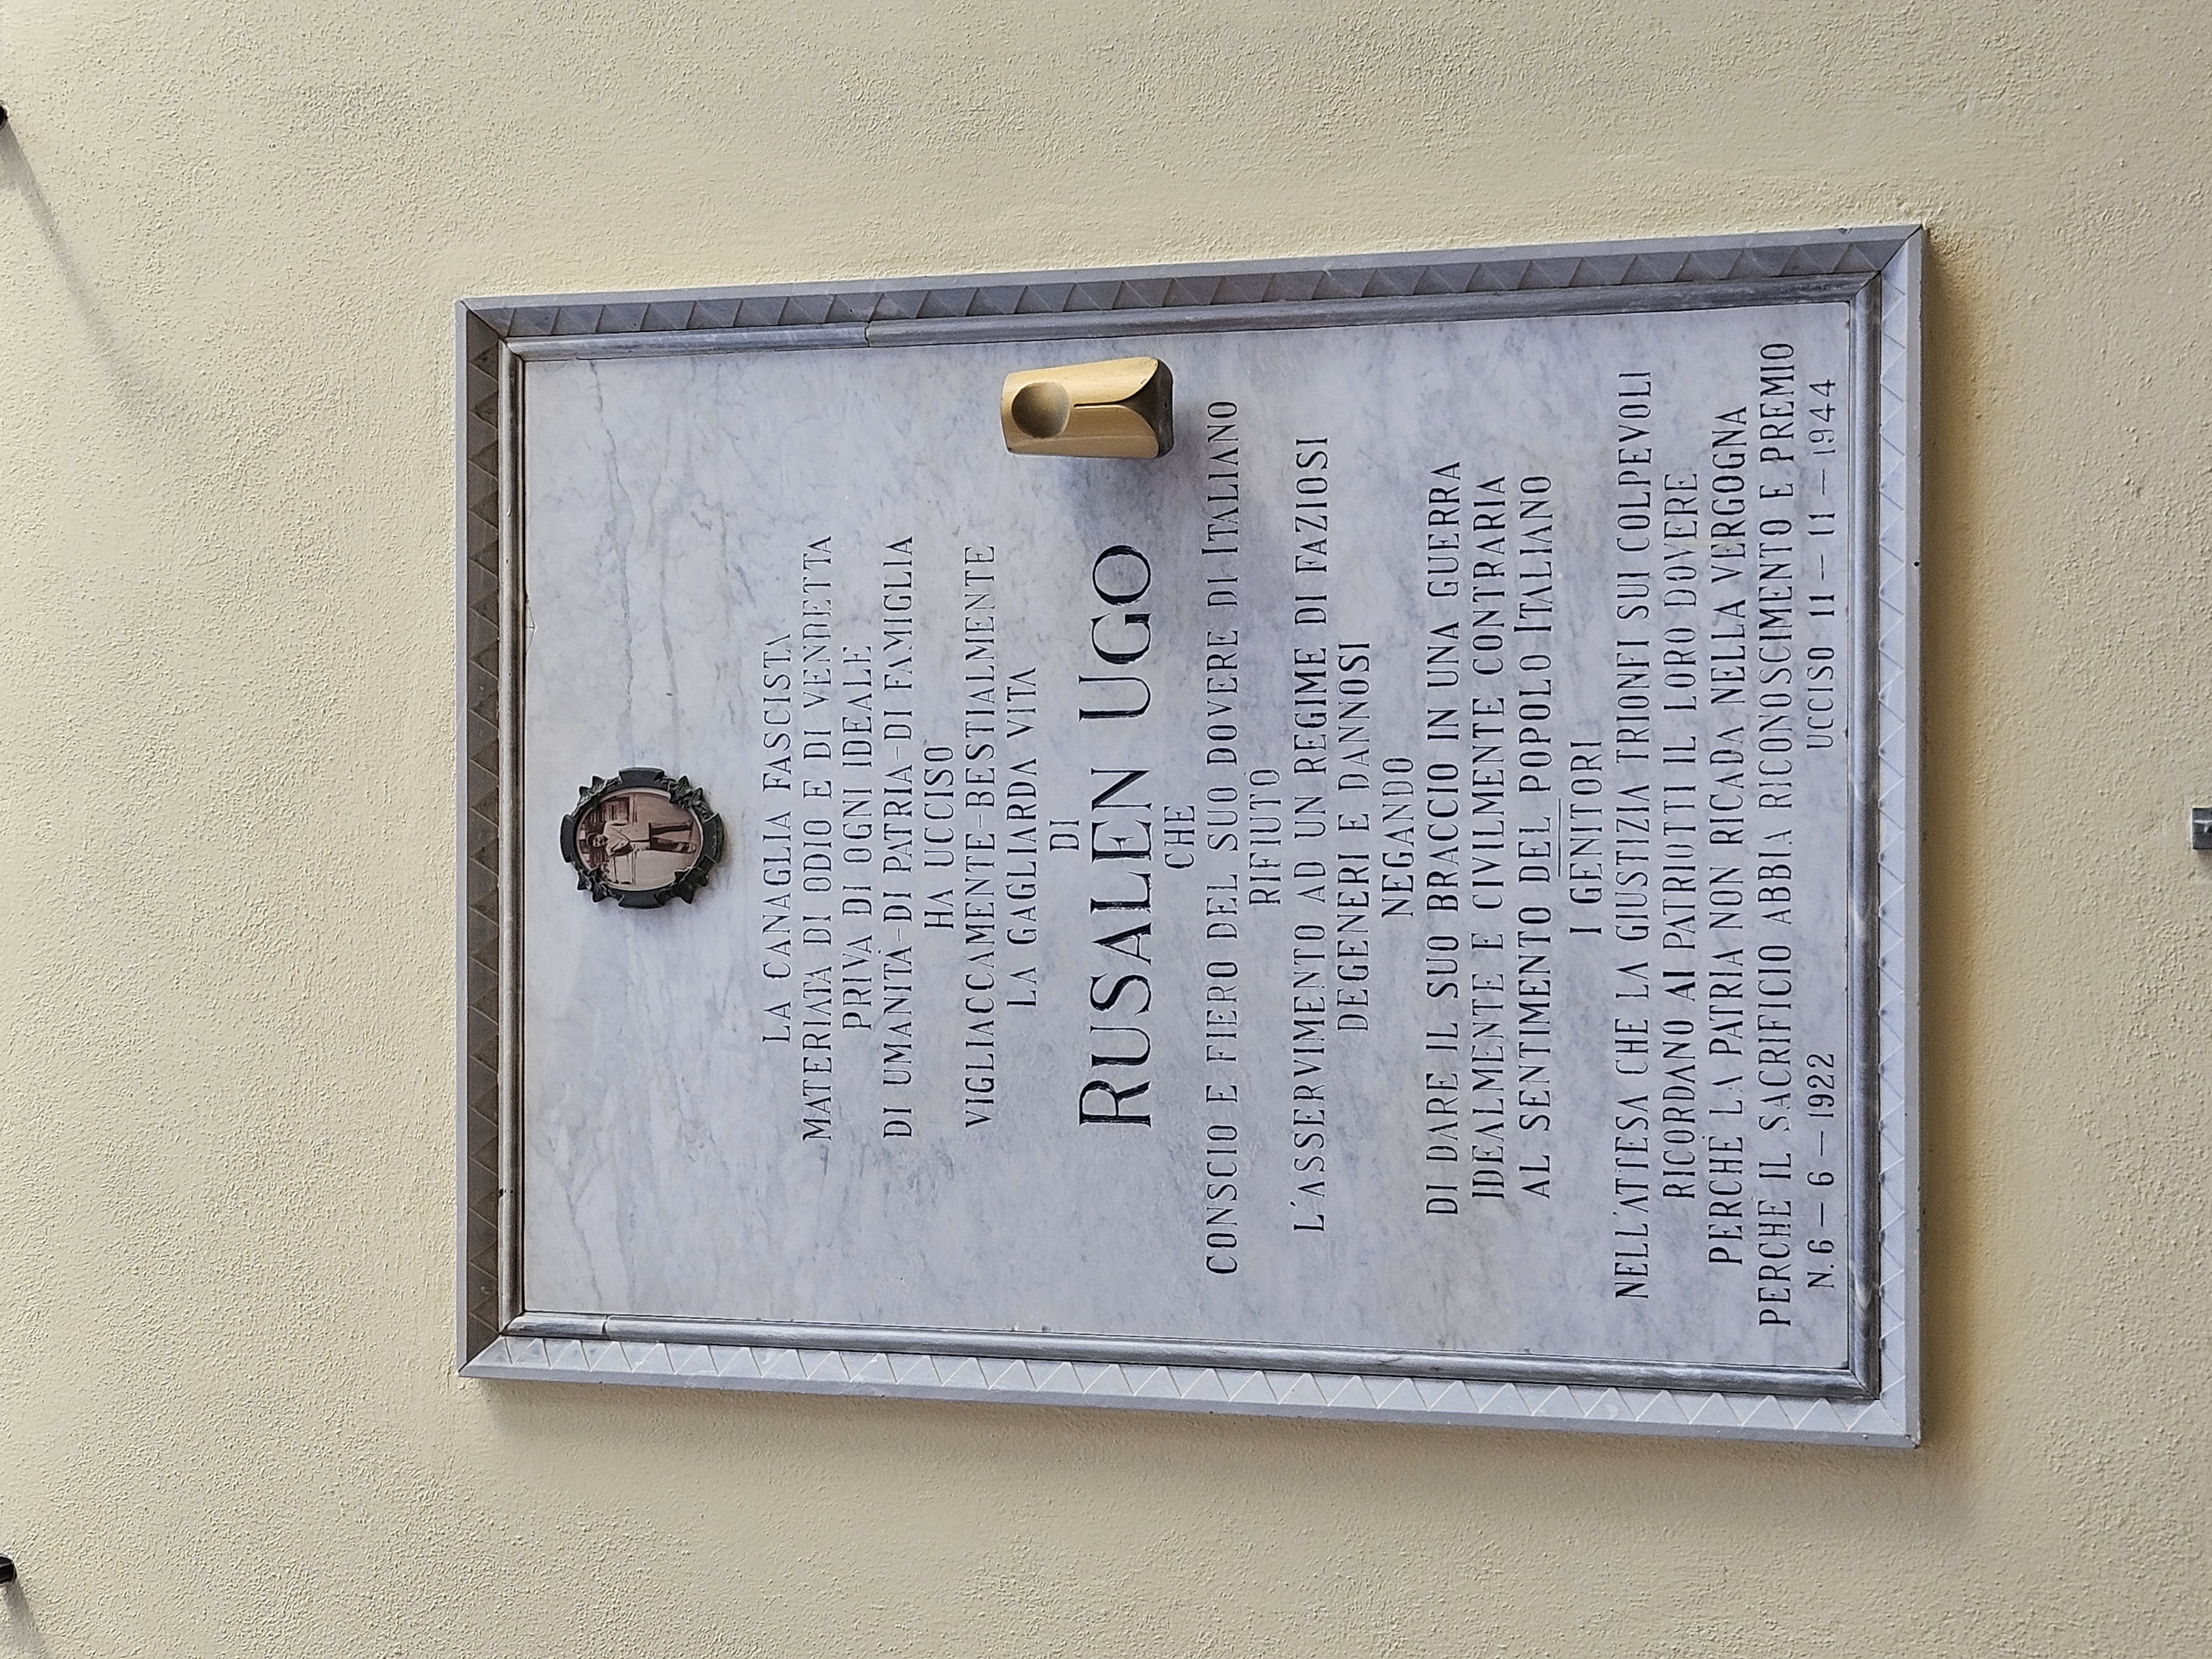 LA CANAGLIA FASCISTA
MATERIATA DI ODIO E DI VENDETTA
PRIVA DI OGNI IDEALE
DI UMANITÀ-DI PATRIA-DI FAMIGLIA
HA UCCISO
VIGLIACCAMENTE-BESTIALMENTE
LA GAGLIARDA VITA
DI
RUSALEN UGO
CHE
CONSCIO E FIERO DEL SUO DOVERE DI ITALIANO
RIFIUTÒ
L'ASSERVIMENTO AD UN REGIME DI FAZIOSI
DEGENERI E DANNOSI
NEGANDO
DI DARE IL SUO BRACCIO IN UNA GUERRA
IDEALMENTE E CIVILMENTE CONTRARIA
AL SENTIMENTO DEL POPOLO ITALIANO
I GENITORI
NELL'ATTESA CHE LA GIUSTIZIA TRIONFI SUI COLPEVOLI
RICORDANO AI PATRIOTTI IL LORO DOVERE
PERCHÈ LA PATRIA NON RICADA NELLA VERGOGNA
PERCHE IL SACRIFICIO ABBIA RICONOSCIMENTO E PREMIO
N. 6 - 6 - 1922 UCCISO 11 - 11 - 1944